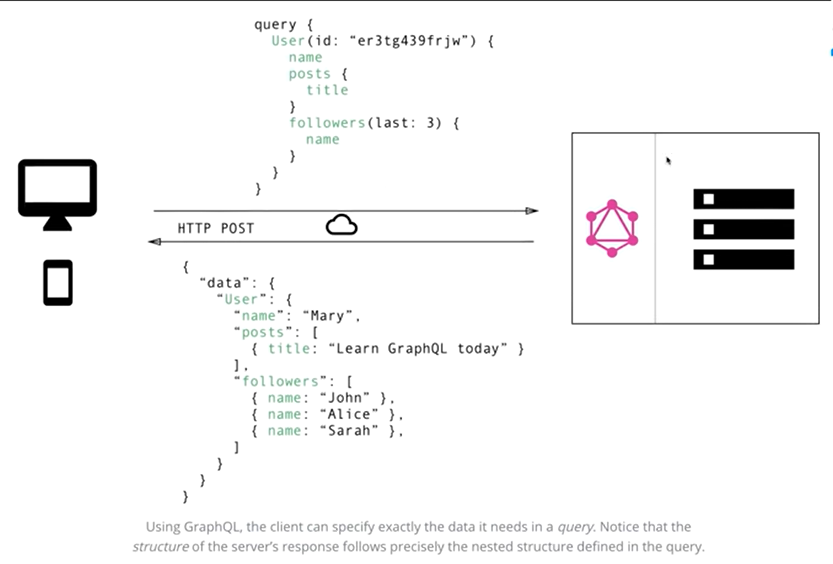 query {
User(id: “er3tg439frjw”) {
name
posts {
title
}
followers(last: 3) {
name
}
}
}
HTTP POST
{
“data”: {
“User”: {
“name”: “Mary”,
“posts”: [
{ title: “Learn GraphQL today” }
],
“followers”: [
{ name: “John” },
{ name: “Alice” },
{ name: “Sarah” },
]
}
}
}
Using GraphQL, the client can specify exactly the data it needs in a query. Notice that the
structure of the server’s response follows precisely the nested structure defined in the query.